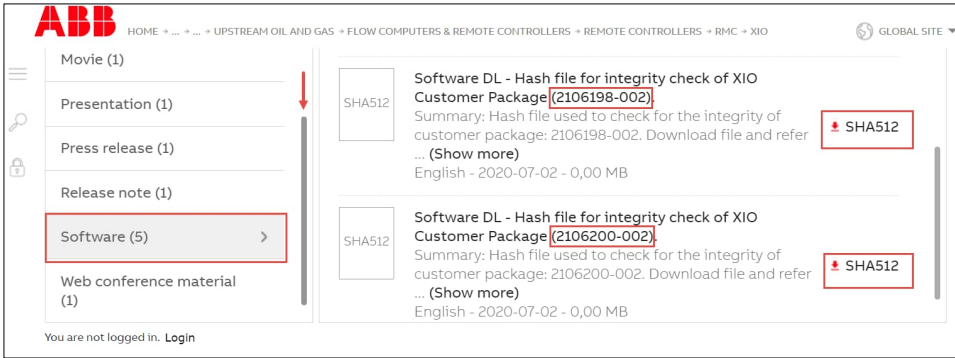 ABB
HOME → ... → ... → UPSTREAM OIL AND GAS → FLOW COMPUTERS & REMOTE CONTROLLERS → REMOTE CONTROLLERS → RMC → XIO
GLOBAL SITE
Movie (1)
Presentation (1)
Press release (1)
Release note (1)
Software (5)
Web conference material
(1)
SHA512
Software DL - Hash file for integrity check of XIO
Customer Package (2106198-002).
Summary: Hash file used to check for the integrity of
customer package: 2106198-002. Download file and refer
... (Show more)
English - 2020-07-02 - 0,00 MB
SHA512
SHA512
Software DL - Hash file for integrity check of XIO
Customer Package (2106200-002).
Summary: Hash file used to check for the integrity of
customer package: 2106200-002. Download file and refer
... (Show more)
English - 2020-07-02 - 0,00 MB
SHA512
You are not logged in. Login